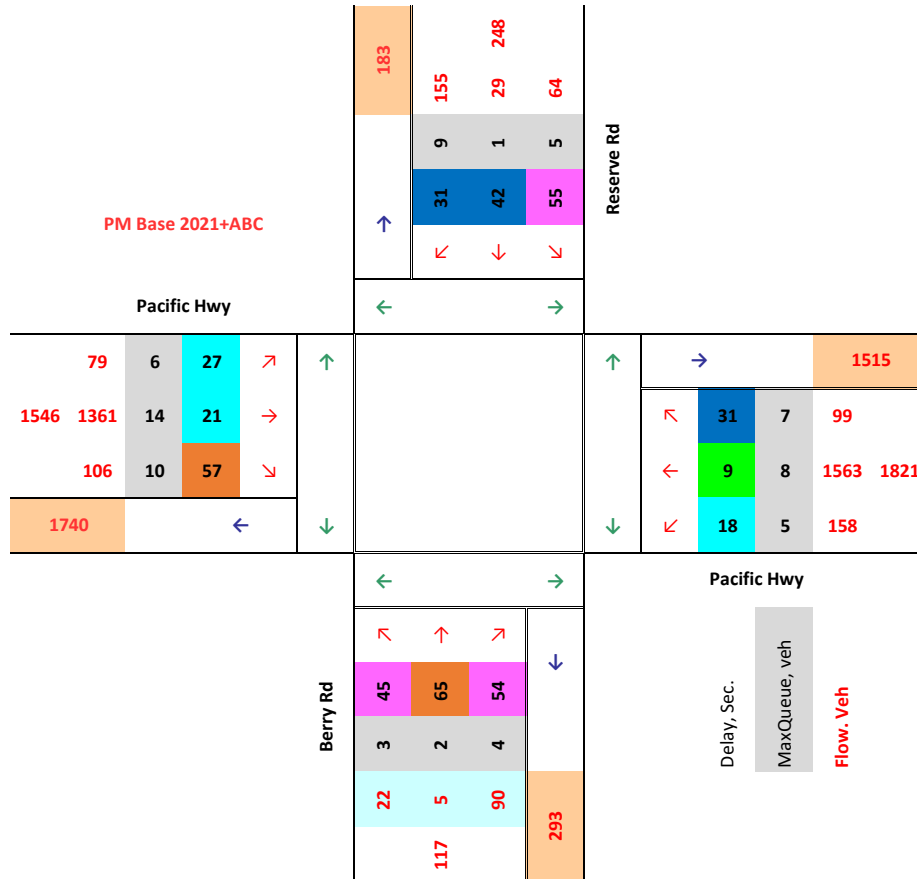 248
183
155 29 64
9 1 5
31 42 55
Reserve Rd
PM Base 2021+ABC
↑ ↙ ↓ ↘
Pacific Hwy
← →
79 6 27 ↗ ↑ ↑ → 1515
1546 1361 14 21 → ↖ 31 7 99
106 10 57 ↘ ← 9 8 1563 1821
1740 ← ↓ ↓ ↙ 18 5 158
← →
Pacific Hwy
↖ ↑ ↗ ↓
45 65 54
Berry Rd
3 2 4
22 5 90
293
117
Delay, Sec.
MaxQueue, veh
Flow. Veh